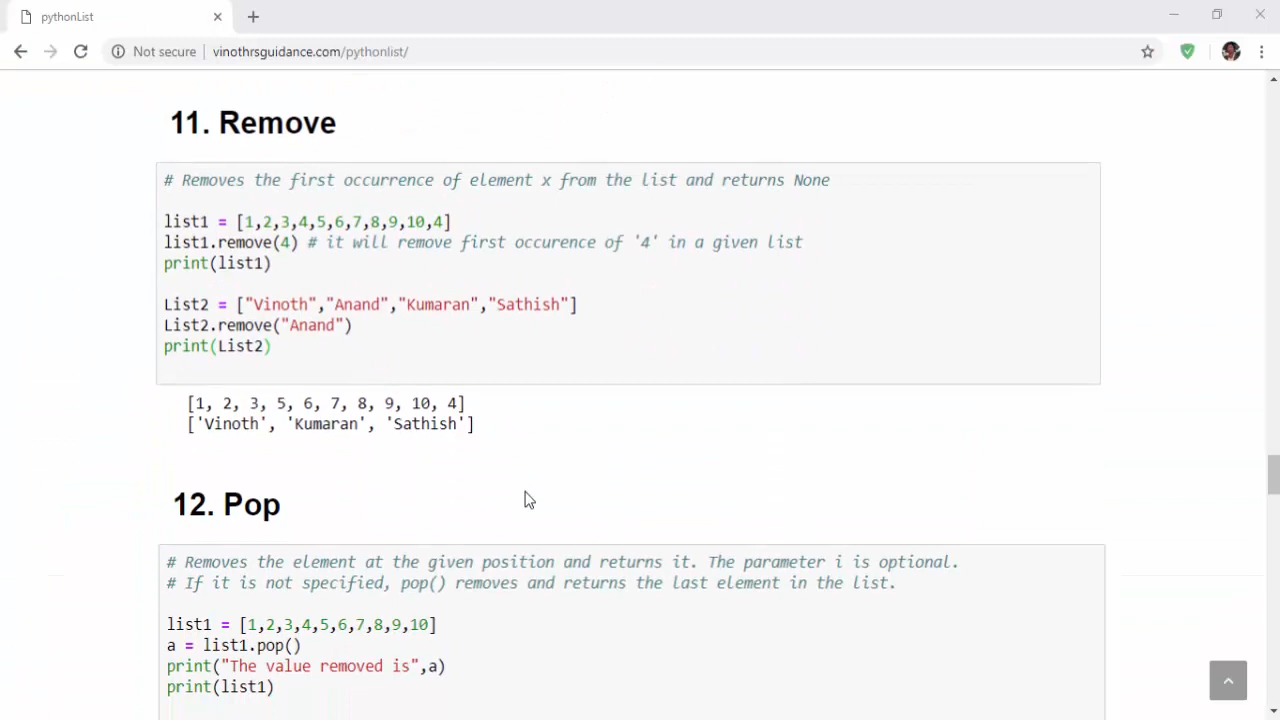 pythonList
Not secure
vinothrsguidance.com/pythonlist/
11. Remove
# Removes the first occurrence of element x from the list and returns None
list1 = [1,2,3,4,5,6,7,8,9,10,4]
list1.remove(4) # it will remove first occurence of '4' in a given list
print(list1)
List2 = ["Vinoth","Anand","Kumaran","Sathish"]
List2.remove("Anand")
print(List2)
[1, 2, 3, 5, 6, 7, 8, 9, 10, 4]
['Vinoth', 'Kumaran', 'Sathish']
12. Pop
# Removes the element at the given position and returns it. The parameter i is optional.
# If it is not specified, pop() removes and returns the last element in the list.
list1 = [1,2,3,4,5,6,7,8,9,10]
a = list1.pop()
print("The value removed is",a)
print(list1)